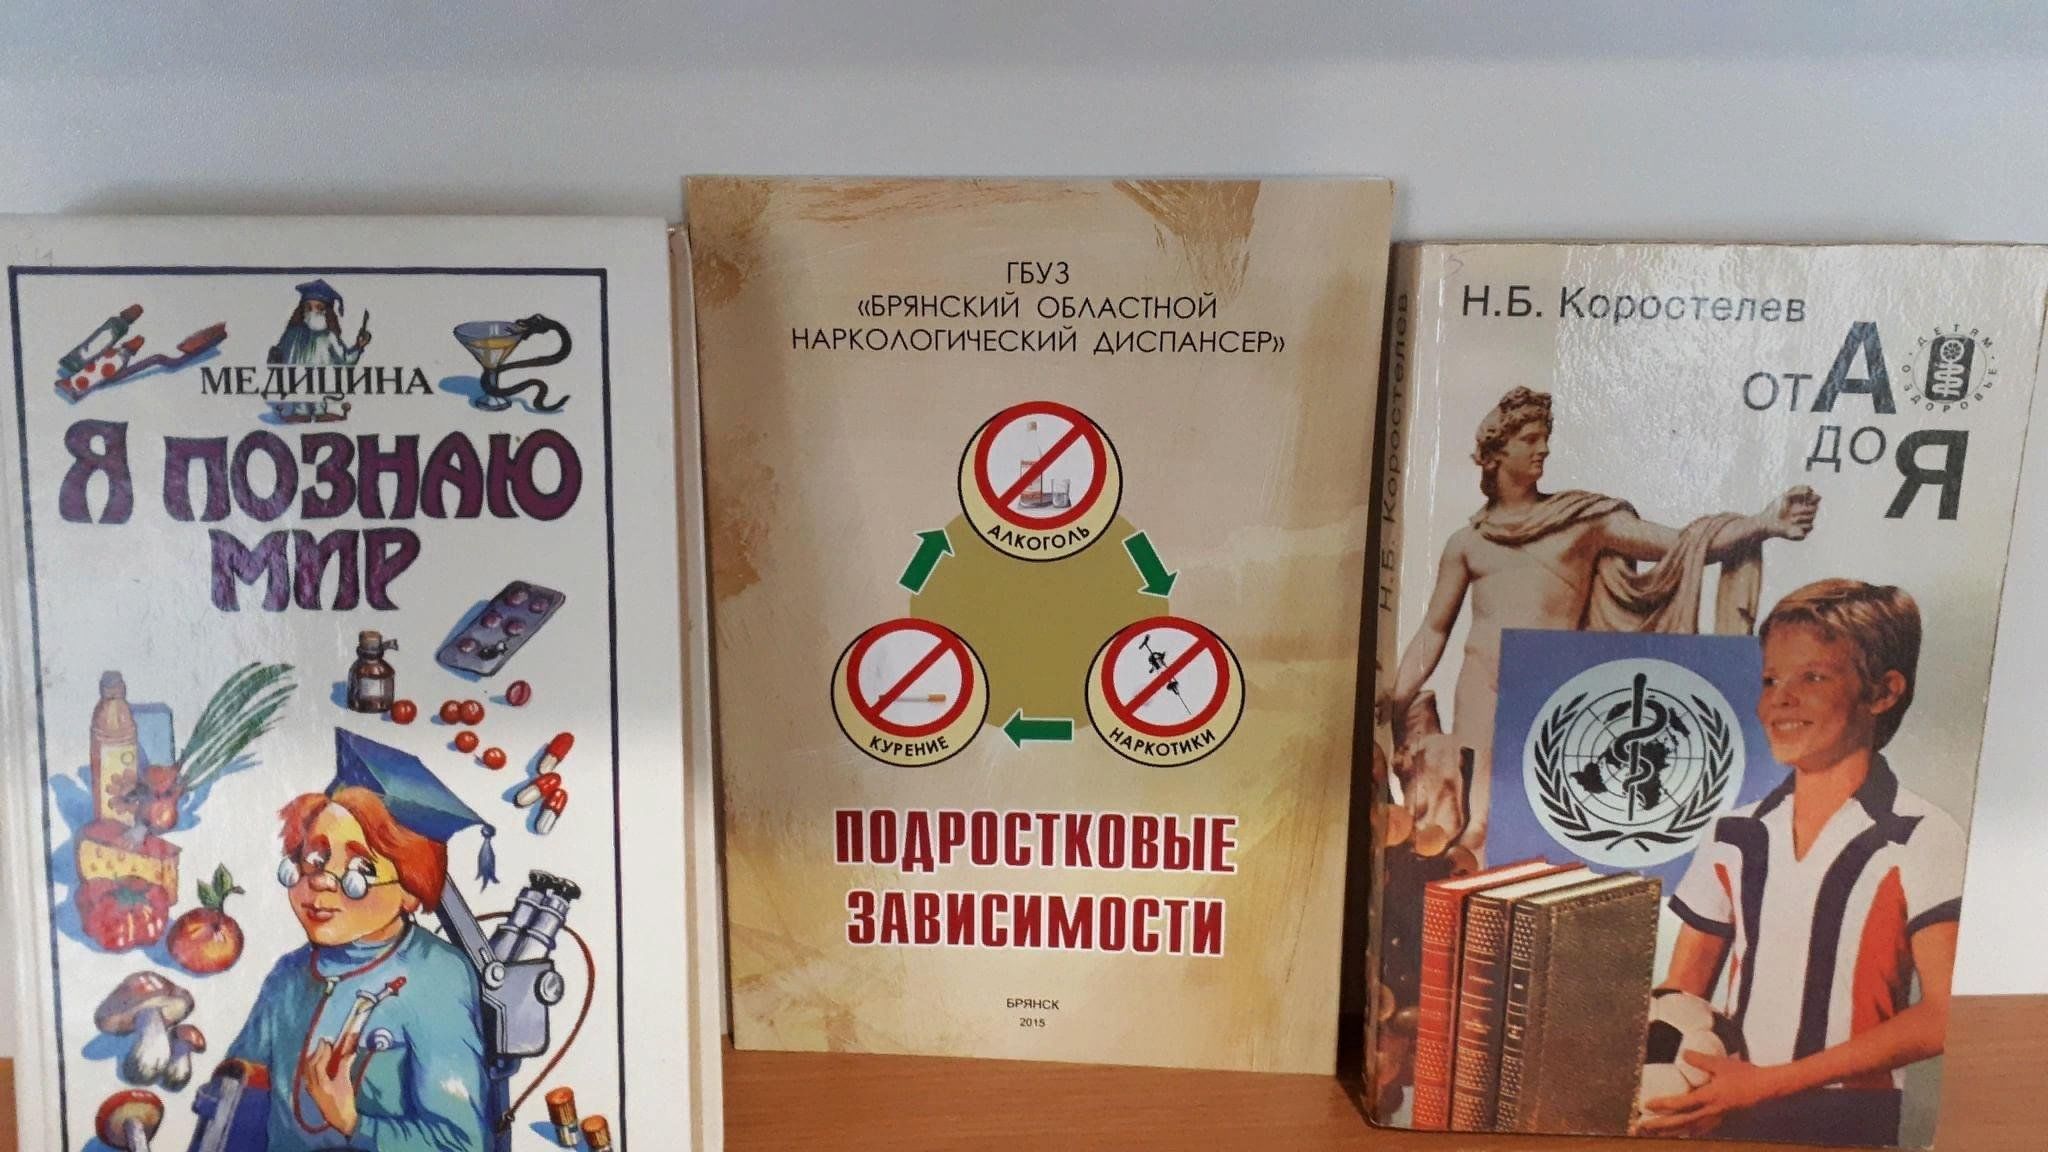 МЕДИЦИНА
Я ПОЗНАЮ
МИР
ГБУЗ
«БРЯНСКИЙ ОБЛАСТНОЙ
НАРКОЛОГИЧЕСКИЙ ДИСПАНСЕР»
АЛКОГОЛЬ
КУРЕНИЕ
НАРКОТИКИ
ПОДРОСТКОВЫЕ
ЗАВИСИМОСТИ
БРЯНСК
2015
Н.Б. Коростелев
Н.Б. Коростелев
ОТ А
ДО Я
ДЕТЯМ О ЗДОРОВЬЕ